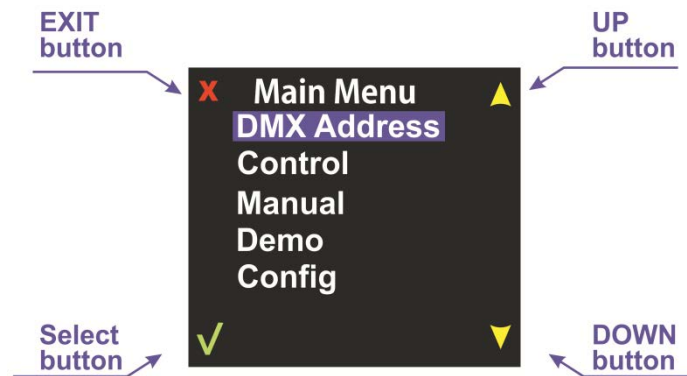 EXIT
button
UP
button
X
Main Menu
DMX Address
Control
Manual
Demo
Config
Select
button
DOWN
button